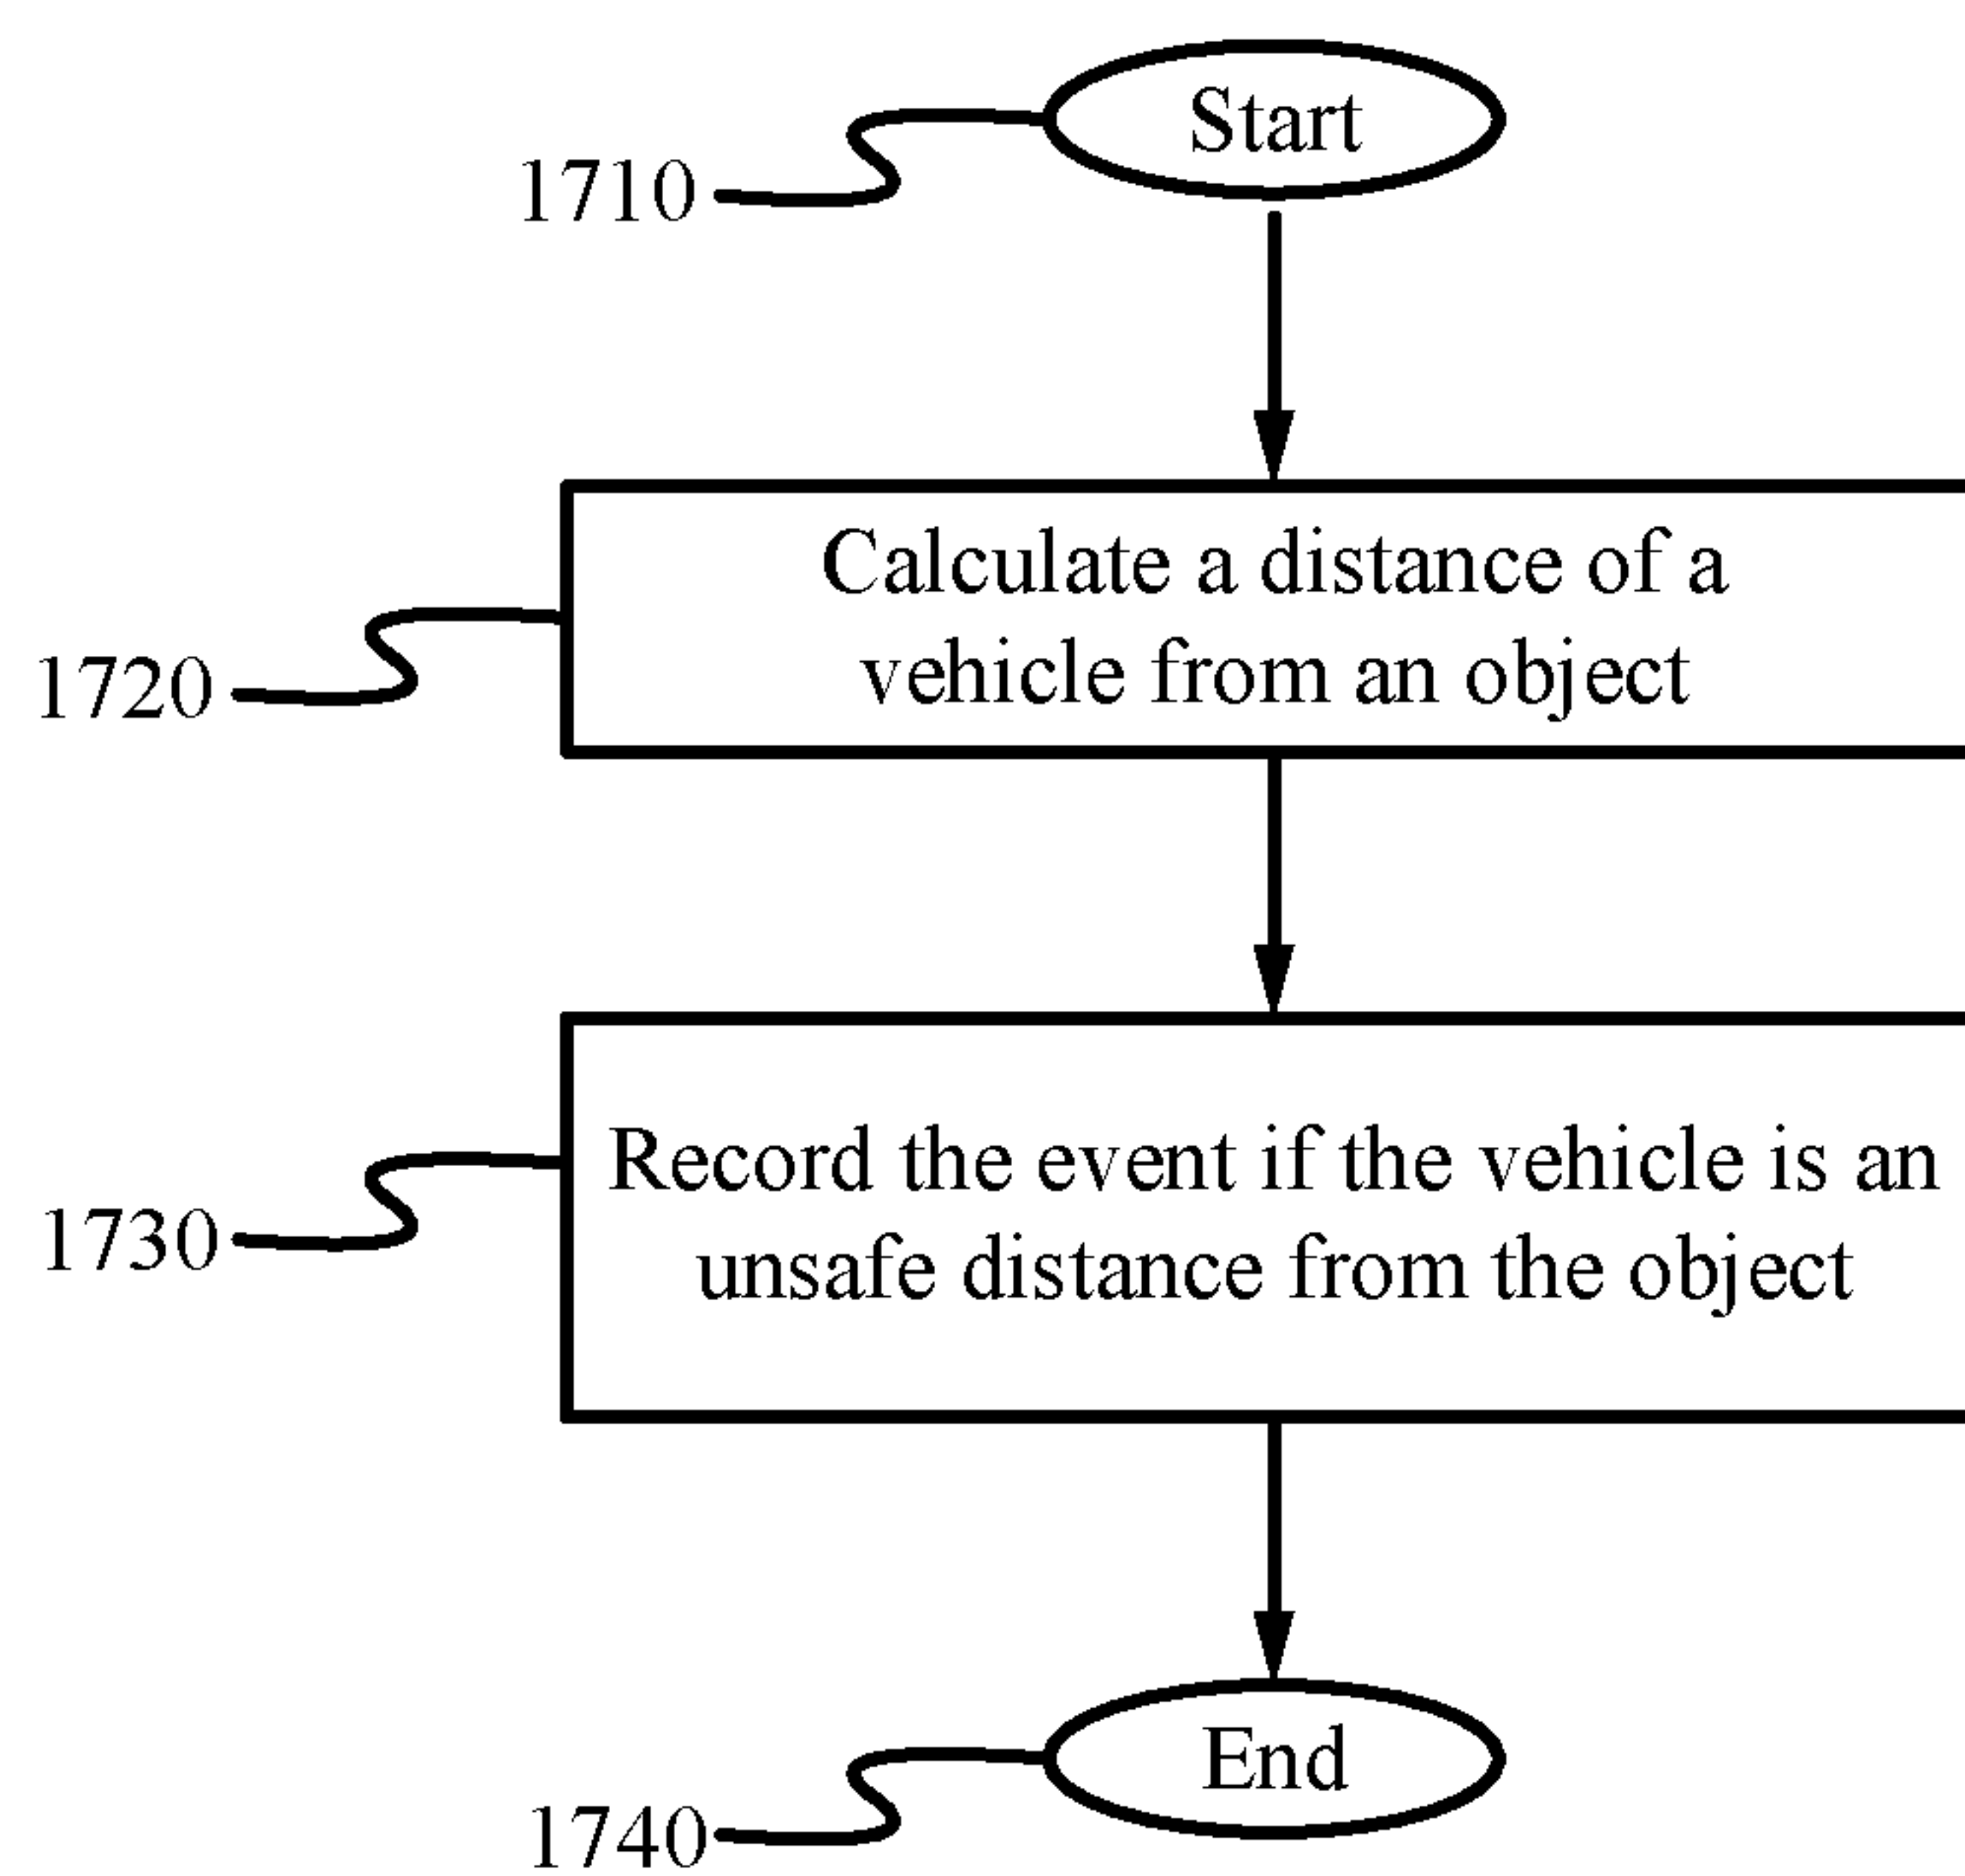 Start
1710
Calculate a distance of a
vehicle from an object
1720
Record the event if the vehicle is an
unsafe distance from the object
1730
End
1740